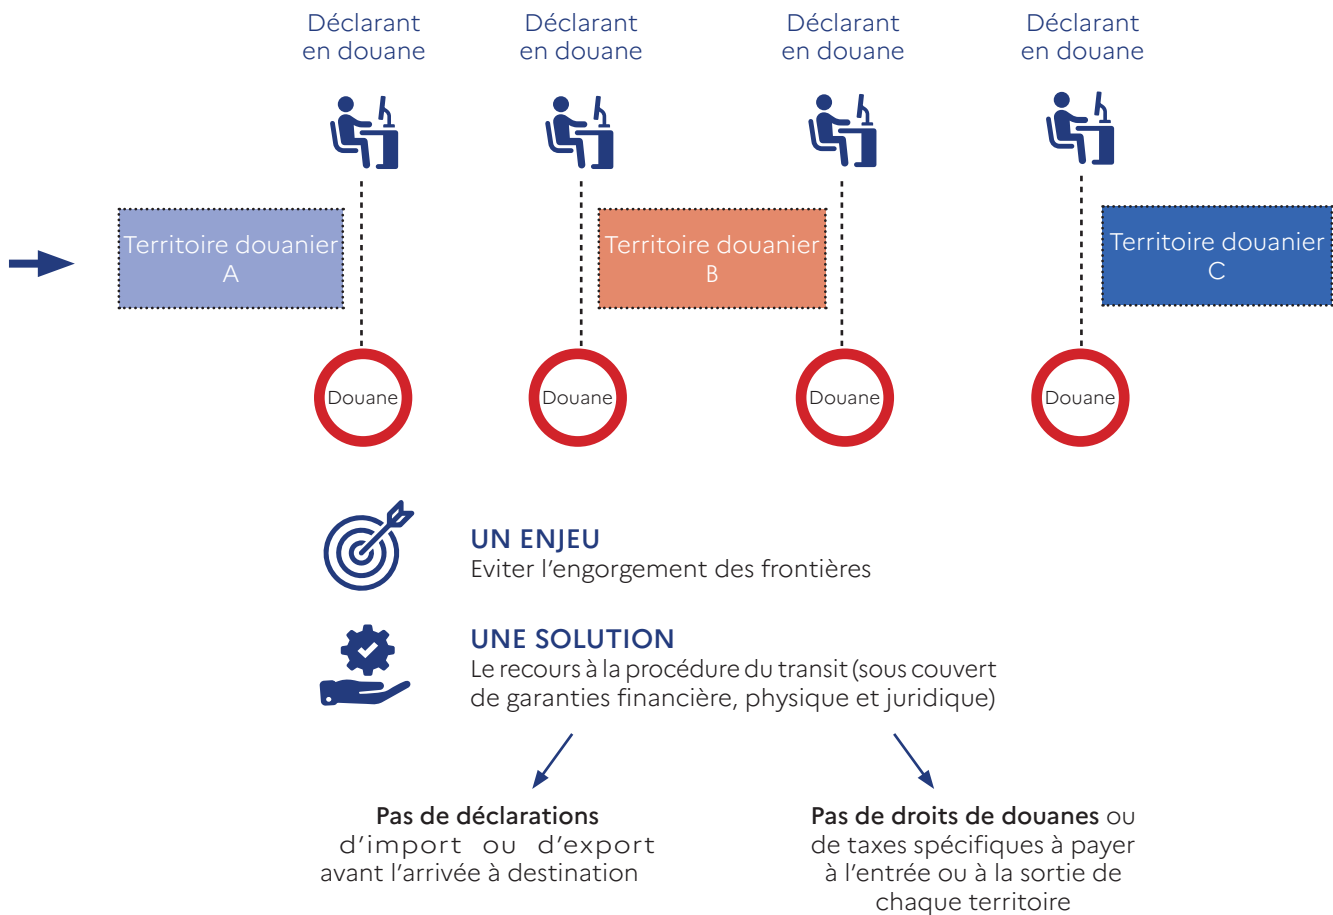 Déclarant
en douane
Déclarant
en douane
Déclarant
en douane
Déclarant
en douane
Territoire douanier
A
Territoire douanier
B
Territoire douanier
C
Douane
Douane
Douane
Douane
UN ENJEU
Eviter l'engorgement des frontières
UNE SOLUTION
Le recours à la procédure du transit (sous couvert
de garanties financière, physique et juridique)
Pas de déclarations
d'import ou d'export
avant l'arrivée à destination
Pas de droits de douanes ou
de taxes spécifiques à payer
à l'entrée ou à la sortie de
chaque territoire